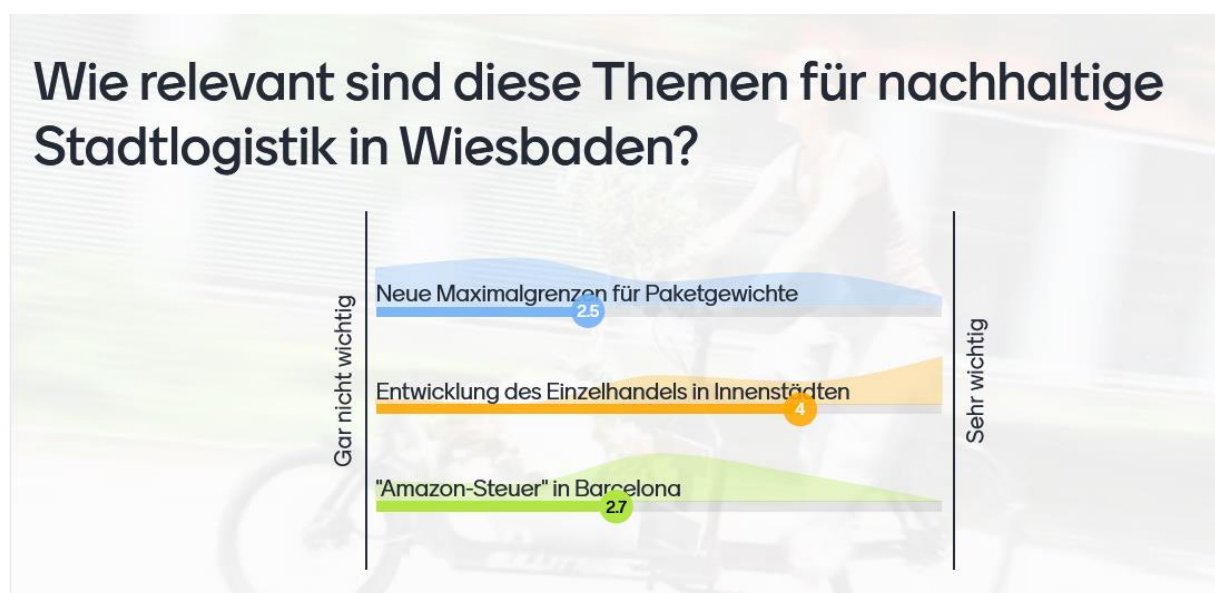 Wie relevant sind diese Themen für nachhaltige
Stadtlogistik in Wiesbaden?
Gar nicht wichtig
Neue Maximalgrenzen für Paketgewichte
2.5
Entwicklung des Einzelhandels in Innenstädten
4
"Amazon-Steuer" in Barcelona
2.7
Sehr wichtig